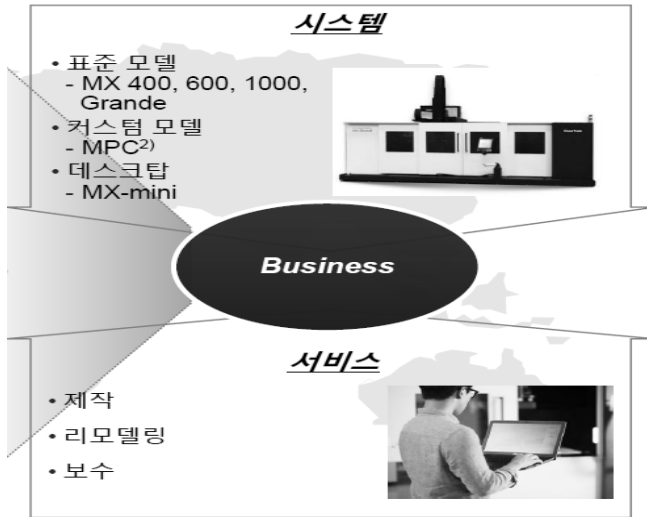 시스템
• 표준 모델
- MX 400, 600, 1000,
Grande
• 커스텀 모델
- MPC2)
• 데스크탑
- MX-mini
Business
서비스
• 제작
• 리모델링
• 보수